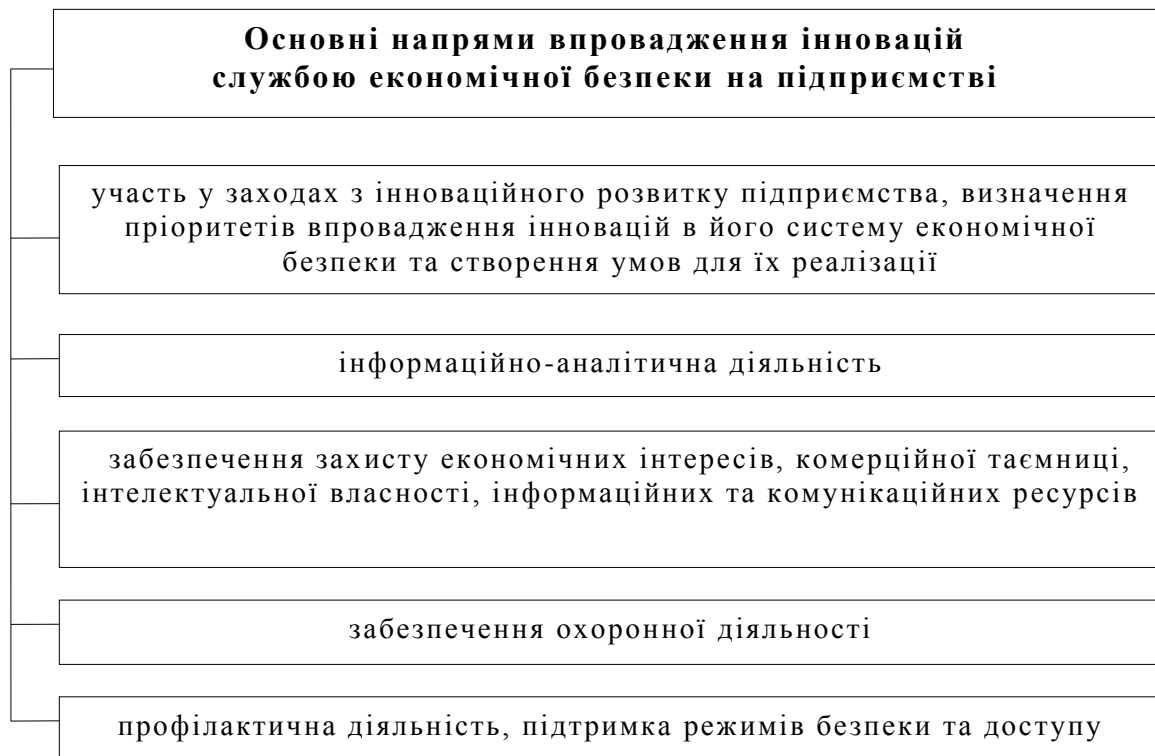 Основні напрями впровадження інновацій
службою економічної безпеки на підприємстві
участь у заходах з інноваційного розвитку підприємства, визначення
пріоритетів впровадження інновацій в його систему економічної
безпеки та створення умов для їх реалізації
інформаційно-аналітична діяльність
забезпечення захисту економічних інтересів, комерційної таємниці,
інтелектуальної власності, інформаційних та комунікаційних ресурсів
забезпечення охоронної діяльності
профілактична діяльність, підтримка режимів безпеки та доступу